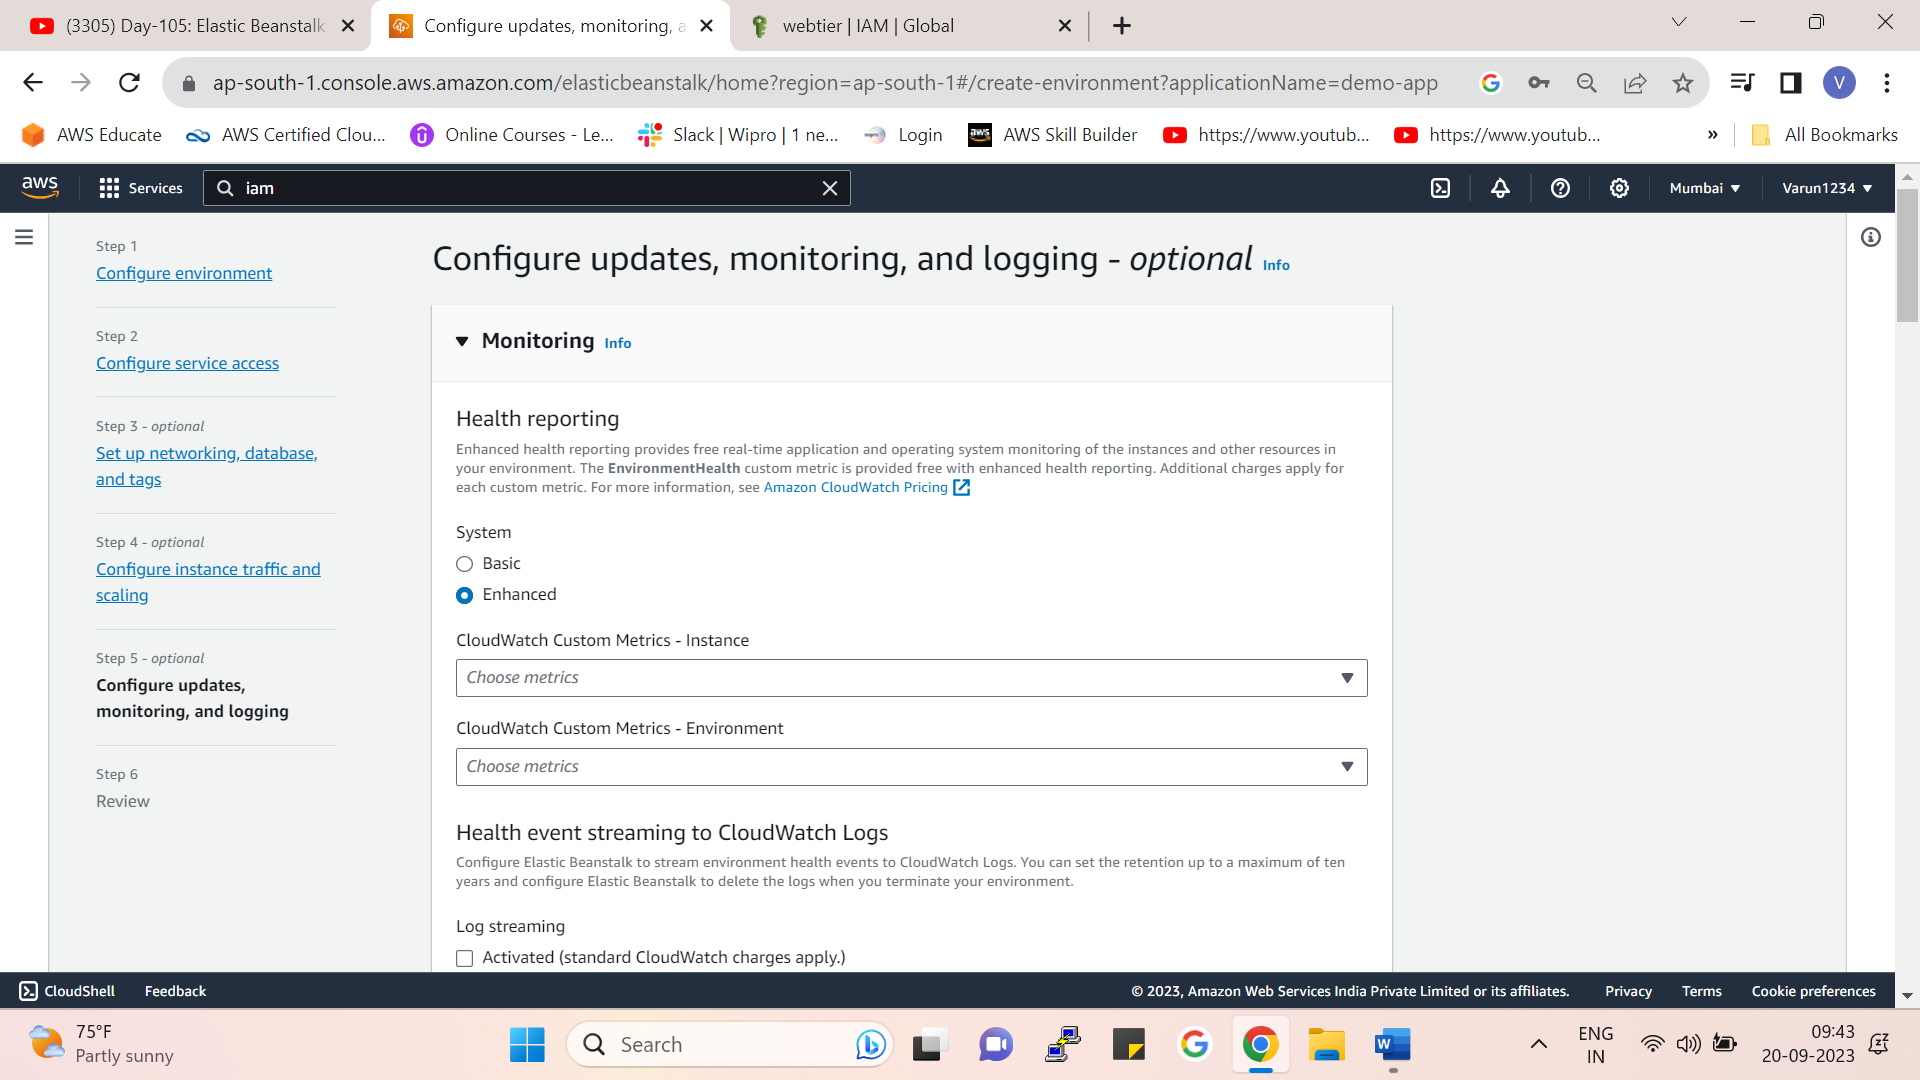 (3305) Day-105: Elastic Beanstalk
Configure updates, monitoring, a
webtier | IAM | Global
ap-south-1.console.aws.amazon.com/elasticbeanstalk/home?region=ap-south-1#/create-environment?applicationName=demo-app
V
AWS Educate
AWS Certified Clou...
Online Courses - Le...
Slack | Wipro | 1 ne...
Login
AWS Skill Builder
https://www.youtub...
https://www.youtub...
»
All Bookmarks
aws
Services
iam
Mumbai
Varun1234
Step 1
Configure environment
Step 2
Configure service access
Step 3 - optional
Set up networking, database,
and tags
Step 4 - optional
Configure instance traffic and
scaling
Step 5 - optional
Configure updates,
monitoring, and logging
Step 6
Review
Configure updates, monitoring, and logging - optional Info
Monitoring Info
Health reporting
Enhanced health reporting provides free real-time application and operating system monitoring of the instances and other resources in
your environment. The EnvironmentHealth custom metric is provided free with enhanced health reporting. Additional charges apply for
each custom metric. For more information, see Amazon CloudWatch Pricing
System
Basic
Enhanced
CloudWatch Custom Metrics - Instance
Choose metrics
CloudWatch Custom Metrics - Environment
Choose metrics
Health event streaming to CloudWatch Logs
Configure Elastic Beanstalk to stream environment health events to CloudWatch Logs. You can set the retention up to a maximum of ten
years and configure Elastic Beanstalk to delete the logs when you terminate your environment.
Log streaming
Activated (standard CloudWatch charges apply.)
CloudShell
Feedback
© 2023, Amazon Web Services India Private Limited or its affiliates.
Privacy
Terms
Cookie preferences
75°F
Partly sunny
Search
ENG
IN
09:43
20-09-2023